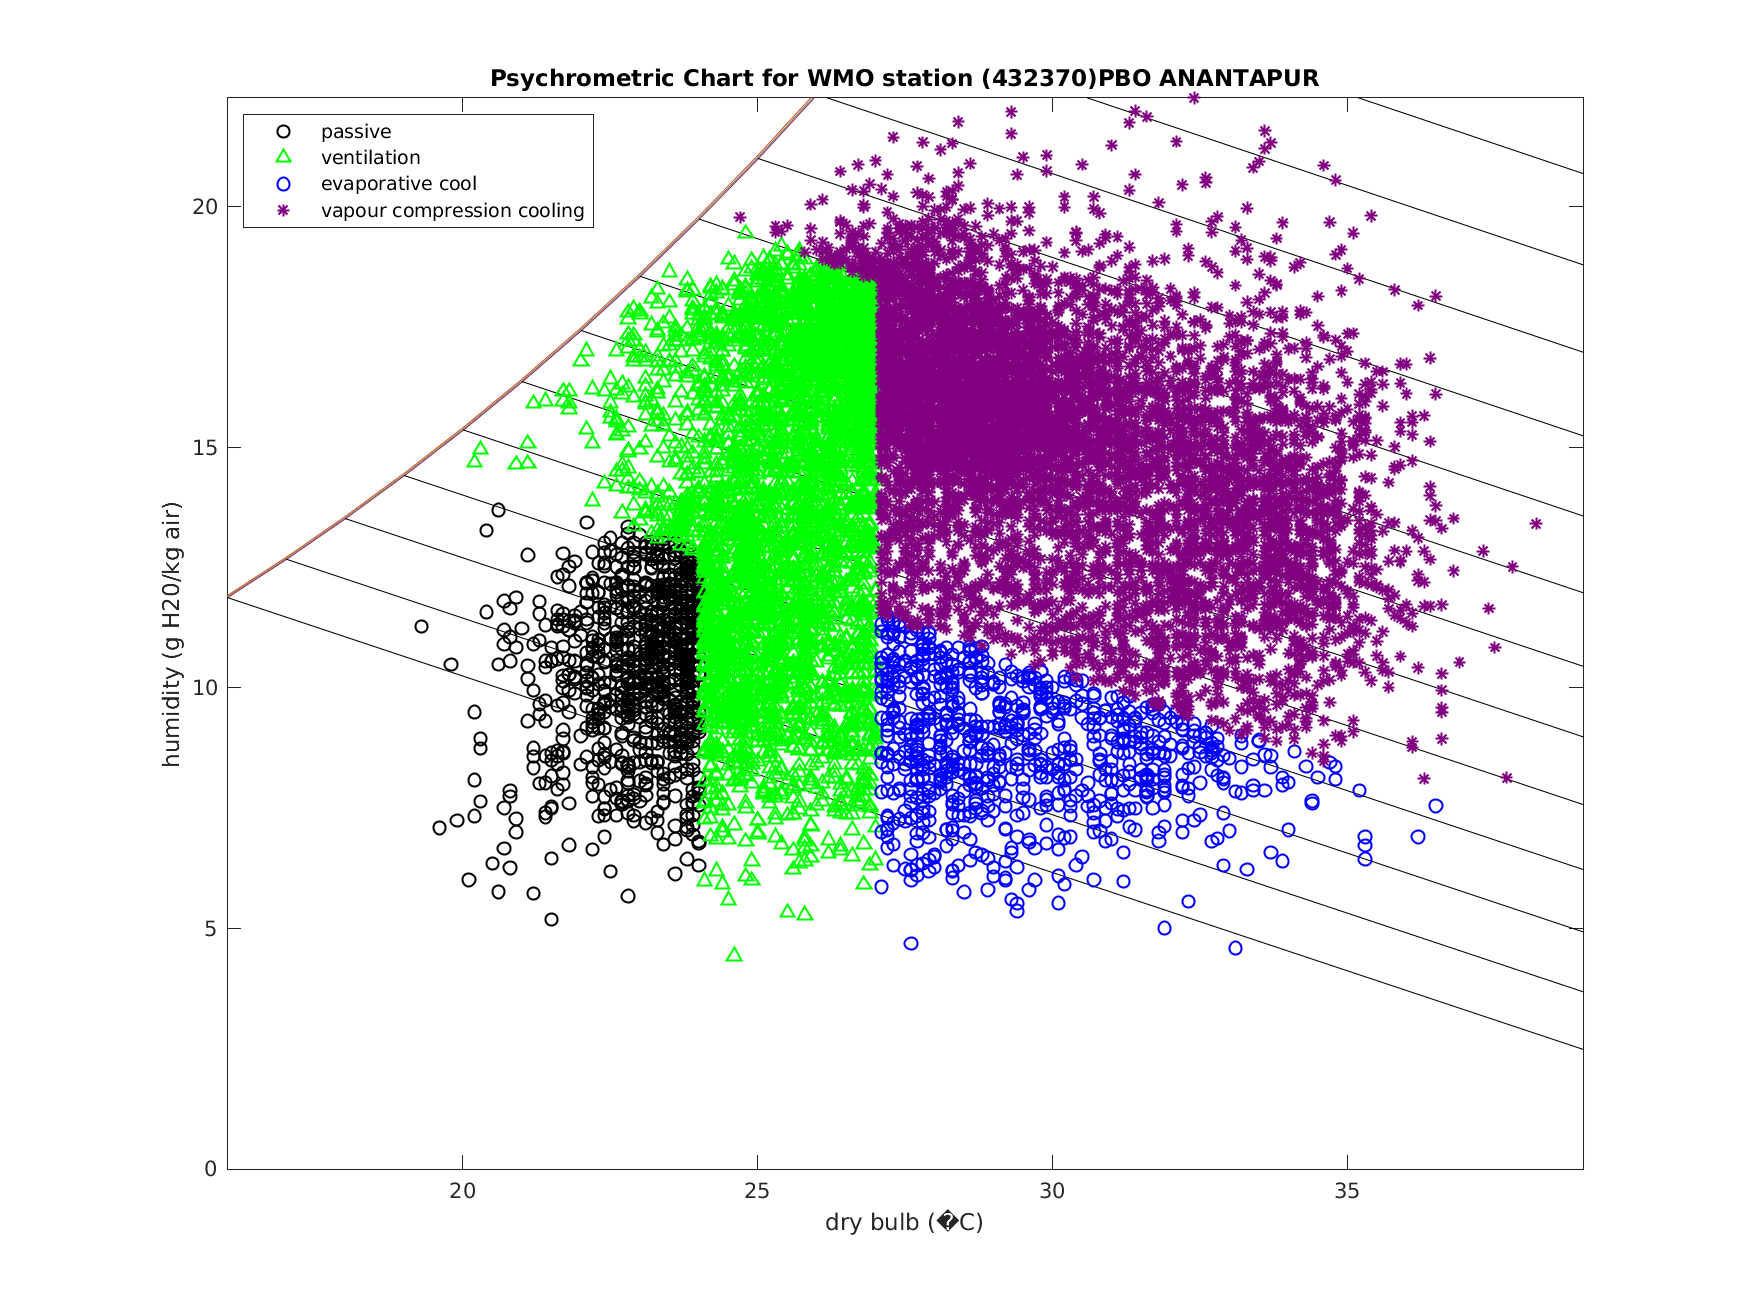 Psychrometric Chart for WMO station (432370)PBO ANANTAPUR
passive
ventilation
evaporative cool
vapour compression cooling
humidity (g H20/kg air)
20
15
10
5
0
20 25 30 35
dry bulb (�C)